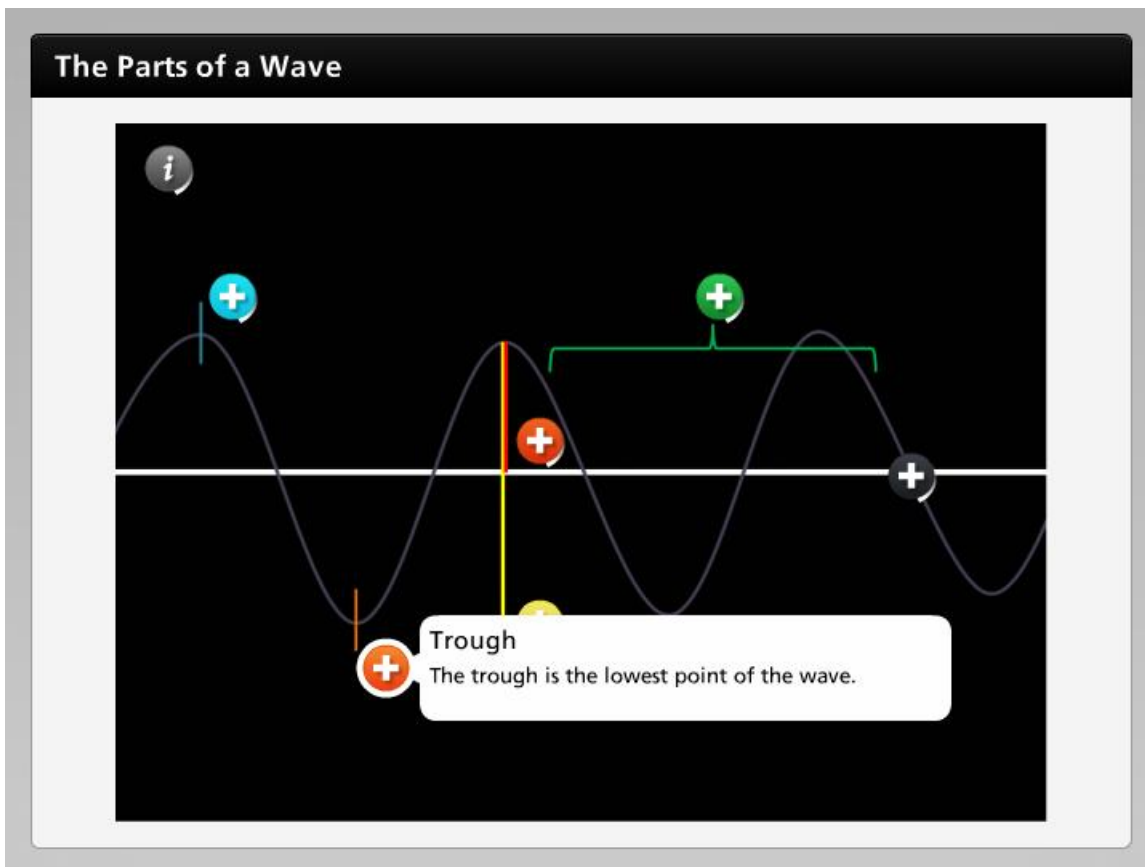 The Parts of a Wave
i
Trough
The trough is the lowest point of the wave.